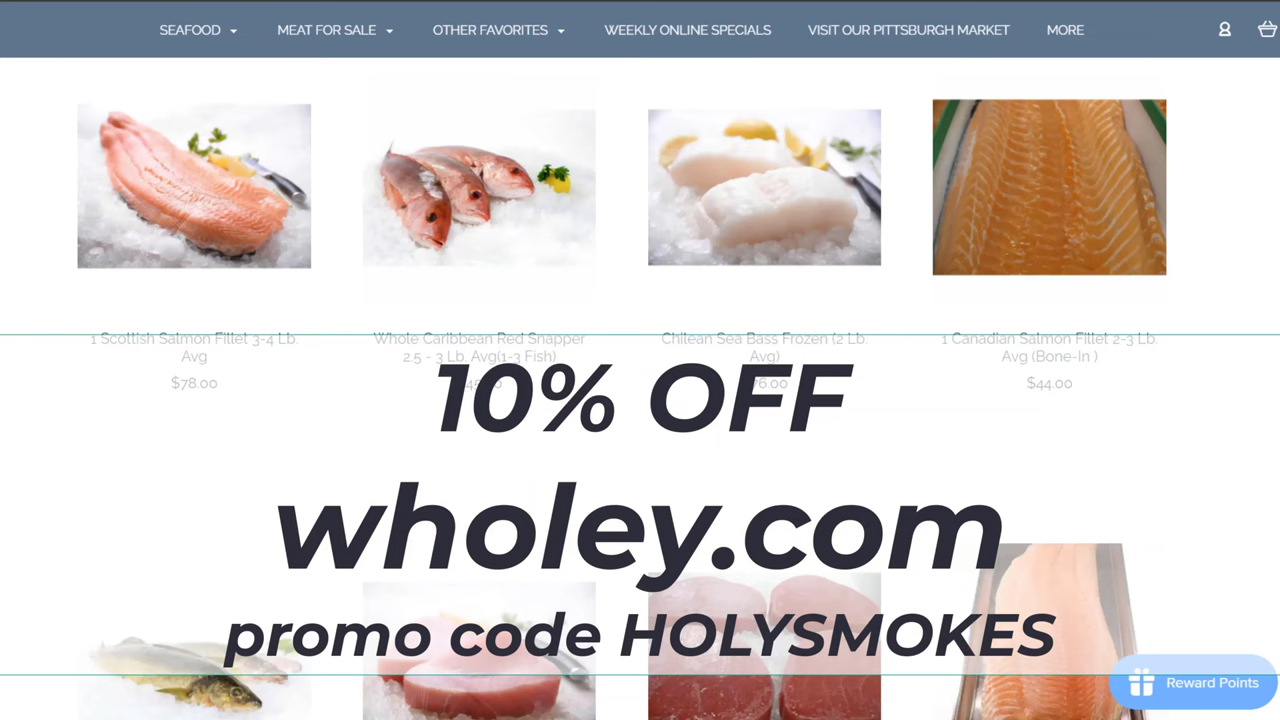 SEAFOOD MEAT FOR SALE OTHER FAVORITES WEEKLY ONLINE SPECIALS VISIT OUR PITTSBURGH MARKET MORE
1 Scottish Salmon Fillet 3-4 Lb.
Avg
$78.00
Whole Caribbean Red Snapper
2.5 - 3 Lb. Avg(1-3 Fish)
Chilean Sea Bass Frozen (2 Lb.
Avg)
1 Canadian Salmon Fillet 2-3 Lb.
Avg (Bone-In )
$44.00
10% OFF
wholey.com
promo code HOLYSMOKES
Reward Points